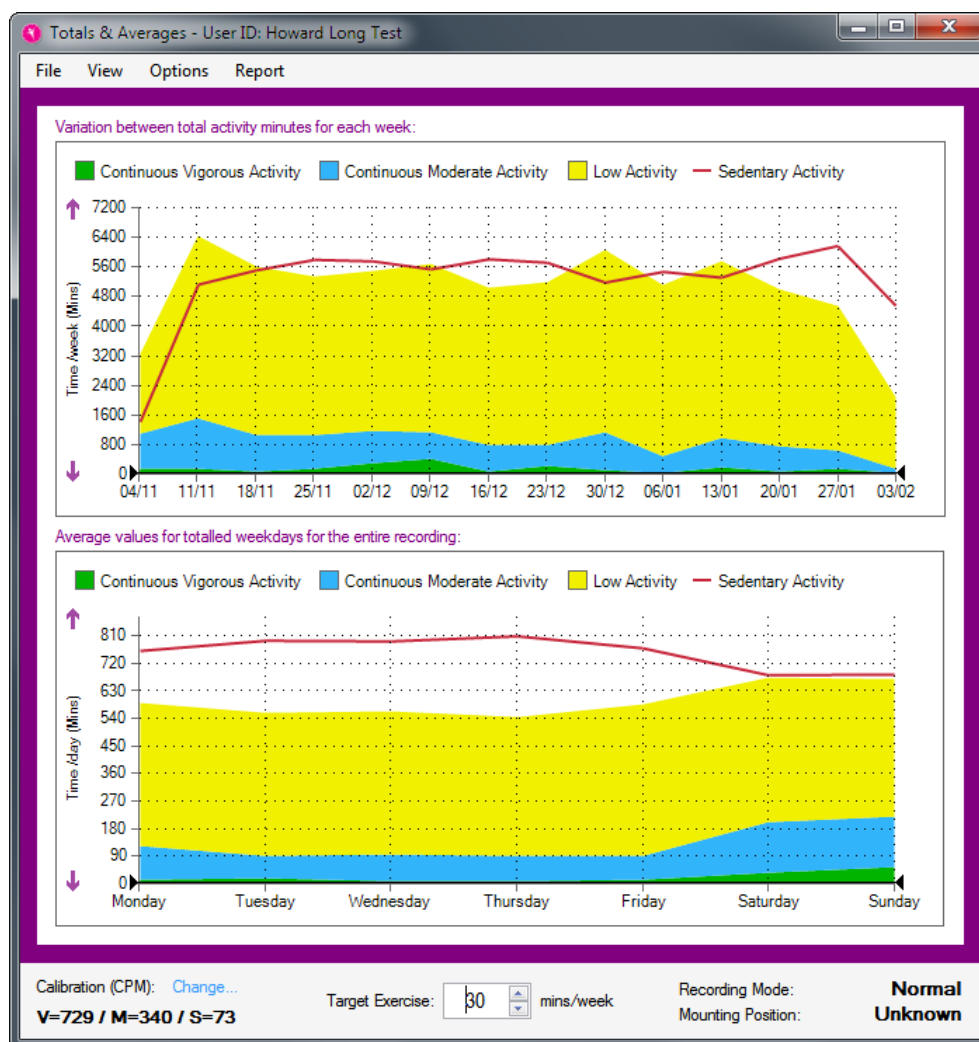 Totals & Averages - User ID: Howard Long Test
File View Options Report
Variation between total activity minutes for each week:
Continuous Vigorous Activity Continuous Moderate Activity Low Activity Sedentary Activity
7200
6400
5600
4800
4000
3200
2400
1600
800
0
Time /week (Mins)
04/11 11/11 18/11 25/11 02/12 09/12 16/12 23/12 30/12 06/01 13/01 20/01 27/01 03/02
Average values for totalled weekdays for the entire recording:
Continuous Vigorous Activity Continuous Moderate Activity Low Activity Sedentary Activity
810
720
630
540
450
360
270
180
90
0
Time /day (Mins)
Monday Tuesday Wednesday Thursday Friday Saturday Sunday
Calibration (CPM): Change...
V=729 / M=340 / S=73
Target Exercise: 30 mins/week
Recording Mode: Normal
Mounting Position: Unknown